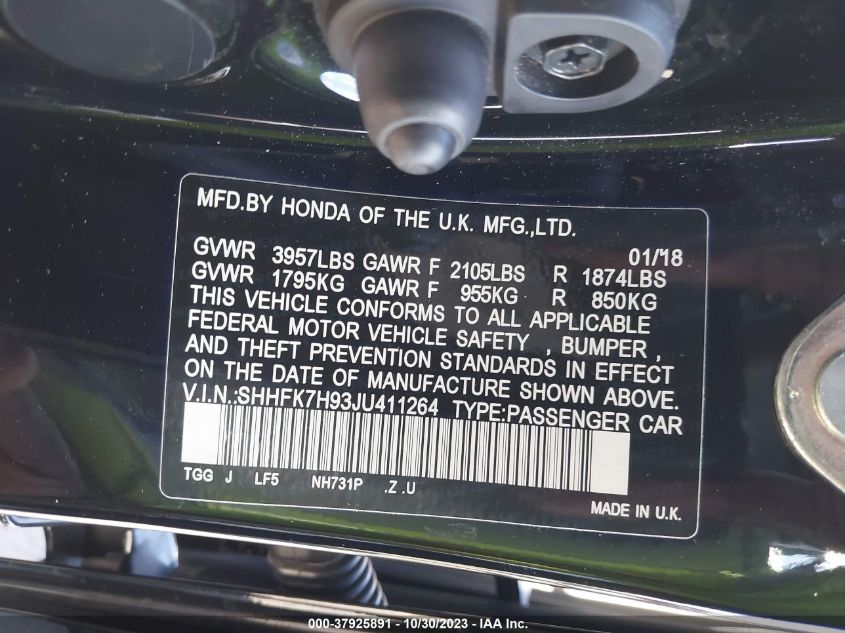 MFD.BY HONDA OF THE U.K. MFG.,LTD.
01/18
GVWR 3957LBS GAWR F 2105LBS R 1874LBS
GVWR 1795KG GAWR F 955KG R 850KG
THIS VEHICLE CONFORMS TO ALL APPLICABLE
FEDERAL MOTOR VEHICLE SAFETY , BUMPER ,
AND THEFT PREVENTION STANDARDS IN EFFECT
ON THE DATE OF MANUFACTURE SHOWN ABOVE.
V.I.N.:SHHFK7H93JU411264 TYPE:PASSENGER CAR
TGG J LF5 NH731P .Z .U
MADE IN U.K.
000-37925891 - 10/30/2023 - IAA Inc.